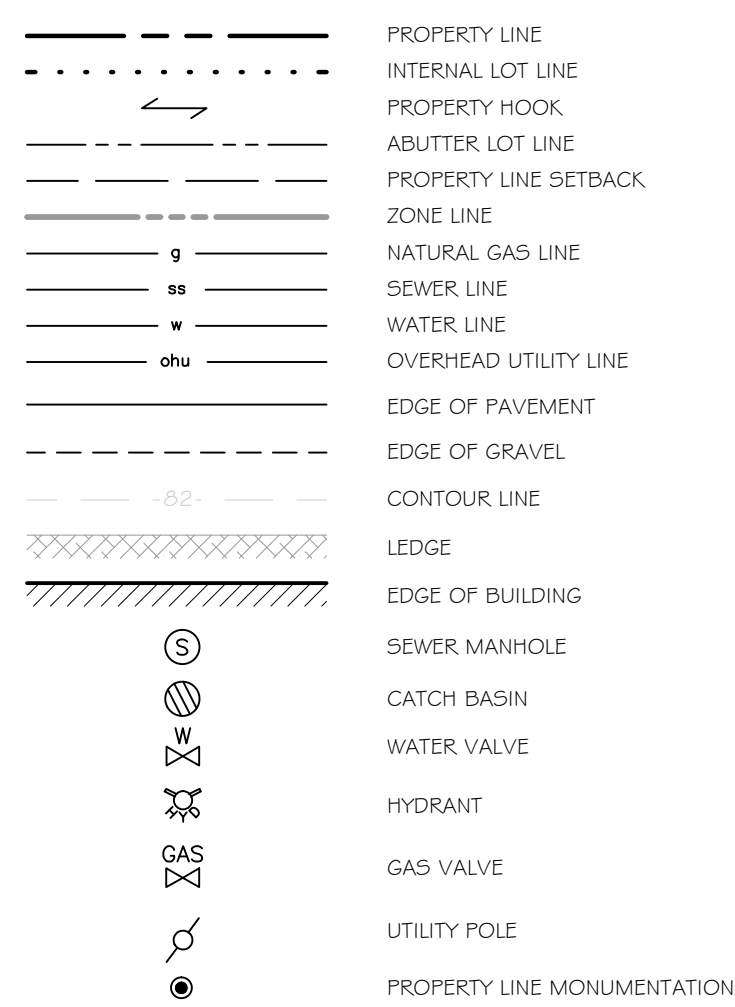 PROPERTY LINE
INTERNAL LOT LINE
PROPERTY HOOK
ABUTTER LOT LINE
PROPERTY LINE SETBACK
ZONE LINE
g NATURAL GAS LINE
ss SEWER LINE
w WATER LINE
ohu OVERHEAD UTILITY LINE
EDGE OF PAVEMENT
EDGE OF GRAVEL
-82- CONTOUR LINE
LEDGE
EDGE OF BUILDING
S SEWER MANHOLE
CATCH BASIN
W
WATER VALVE
HYDRANT
GAS
GAS VALVE
UTILITY POLE
PROPERTY LINE MONUMENTATION